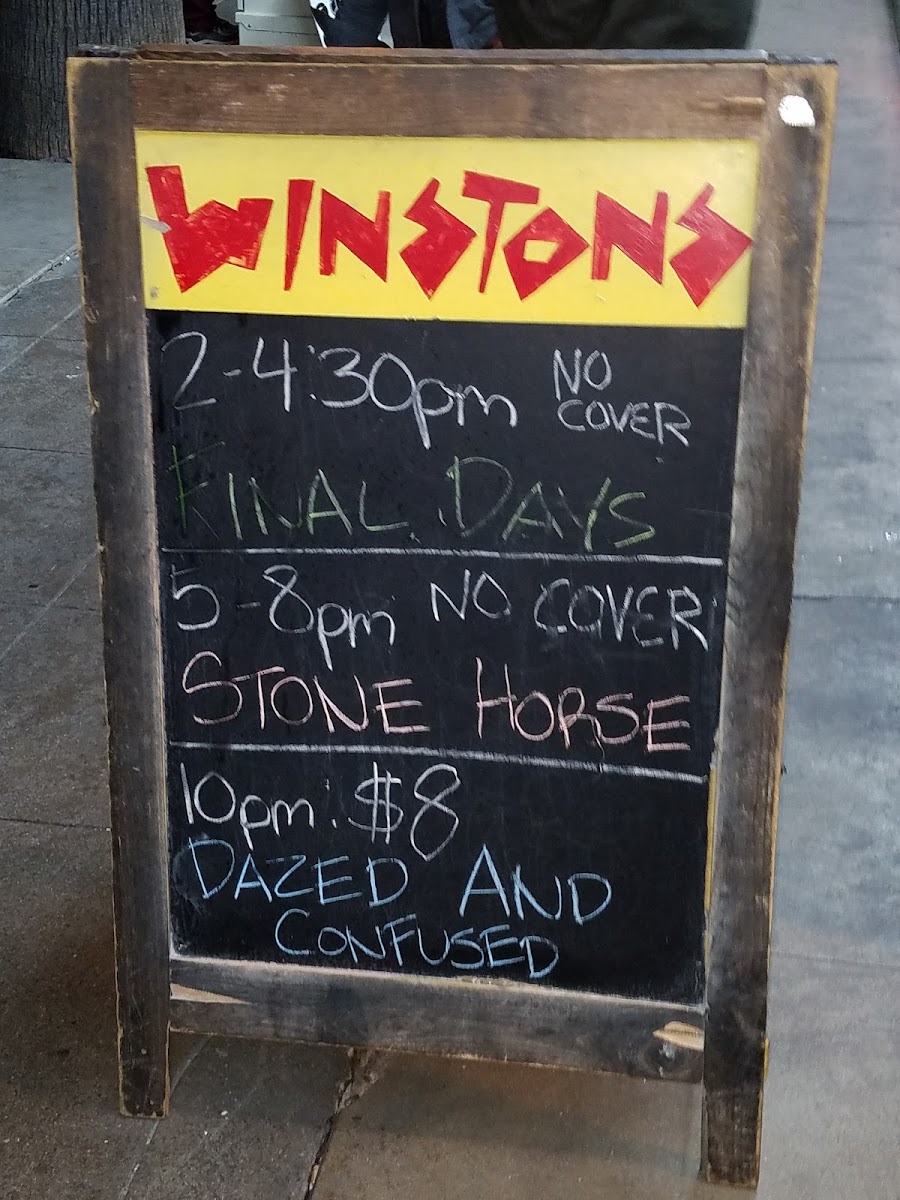 WINSTONS
2-4:30pm NO COVER
FINAL DAYS
5-8pm NO COVER
STONE HORSE
10pm: $8
DAZED AND
CONFUSED